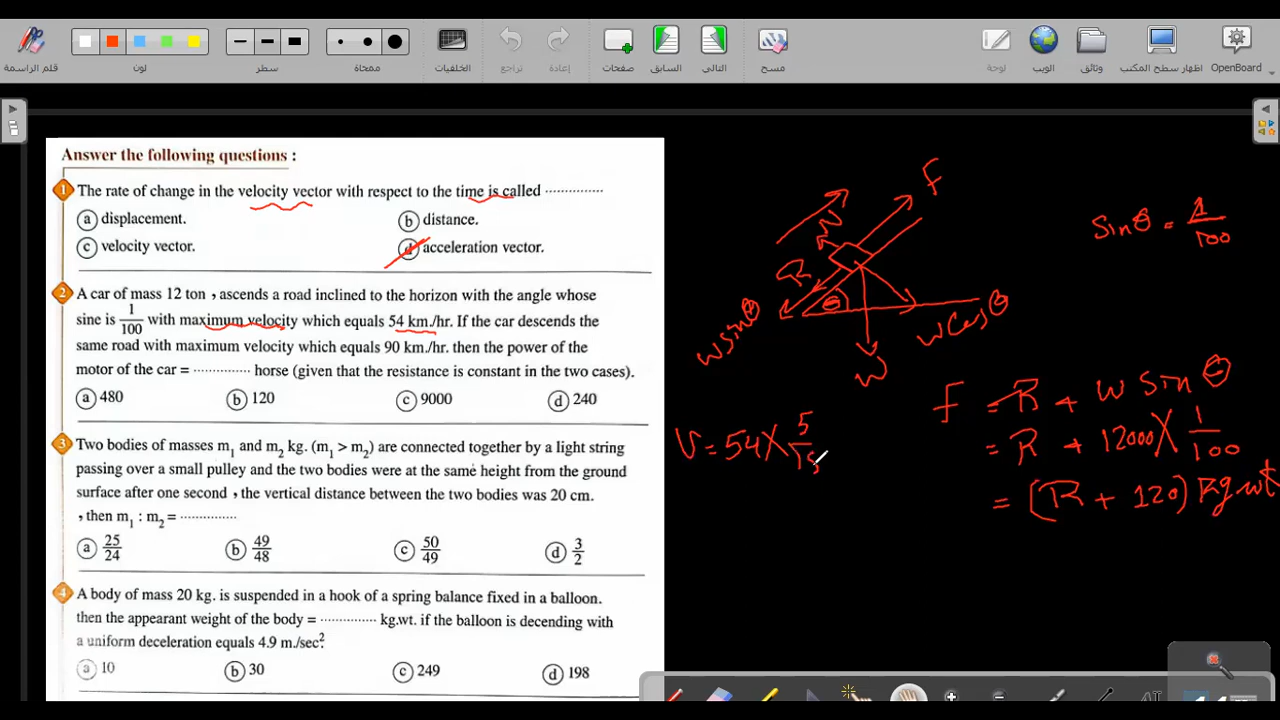 قلم الراسمة
لون
سطر
ممحاة
الخلفيات
تراجع
إعادة
صفحات
السابق
التالي
مسح
لوحة
الويب
وثائق
اظهار سطح المكتب
OpenBoard
Answer the following questions :
1 The rate of change in the velocity vector with respect to the time is called ...............
a displacement.
b distance.
c velocity vector.
d acceleration vector.
2 A car of mass 12 ton , ascends a road inclined to the horizon with the angle whose
sine is 1/100 with maximum velocity which equals 54 km./hr. If the car descends the
same road with maximum velocity which equals 90 km./hr. then the power of the
motor of the car = ............... horse (given that the resistance is constant in the two cases).
a 480
b 120
c 9000
d 240
3 Two bodies of masses m₁ and m₂ kg. (m₁ > m₂) are connected together by a light string
passing over a small pulley and the two bodies were at the same height from the ground
surface after one second , the vertical distance between the two bodies was 20 cm.
, then m₁ : m₂ = ...............
a 25/24
b 49/48
c 50/49
d 3/2
4 A body of mass 20 kg. is suspended in a hook of a spring balance fixed in a balloon.
then the appearant weight of the body = ............... kg.wt. if the balloon is decending with
a uniform deceleration equals 4.9 m./sec².
a 10
b 30
c 249
d 198
F
N
R
θ
w sin θ
w cos θ
w
Sin θ = 1/100
F = R + w Sin θ
= R + 12000 X 1/100
= (R + 120) Kg wt
V = 54 X 5/